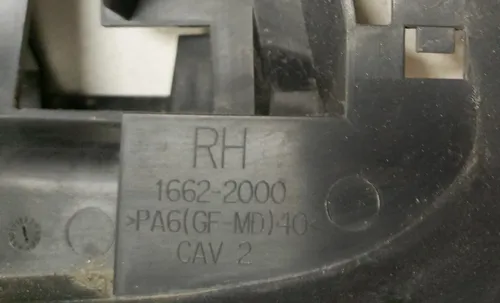 RH
1662-2000
>PA6(GF-MD)40<
CAV 2